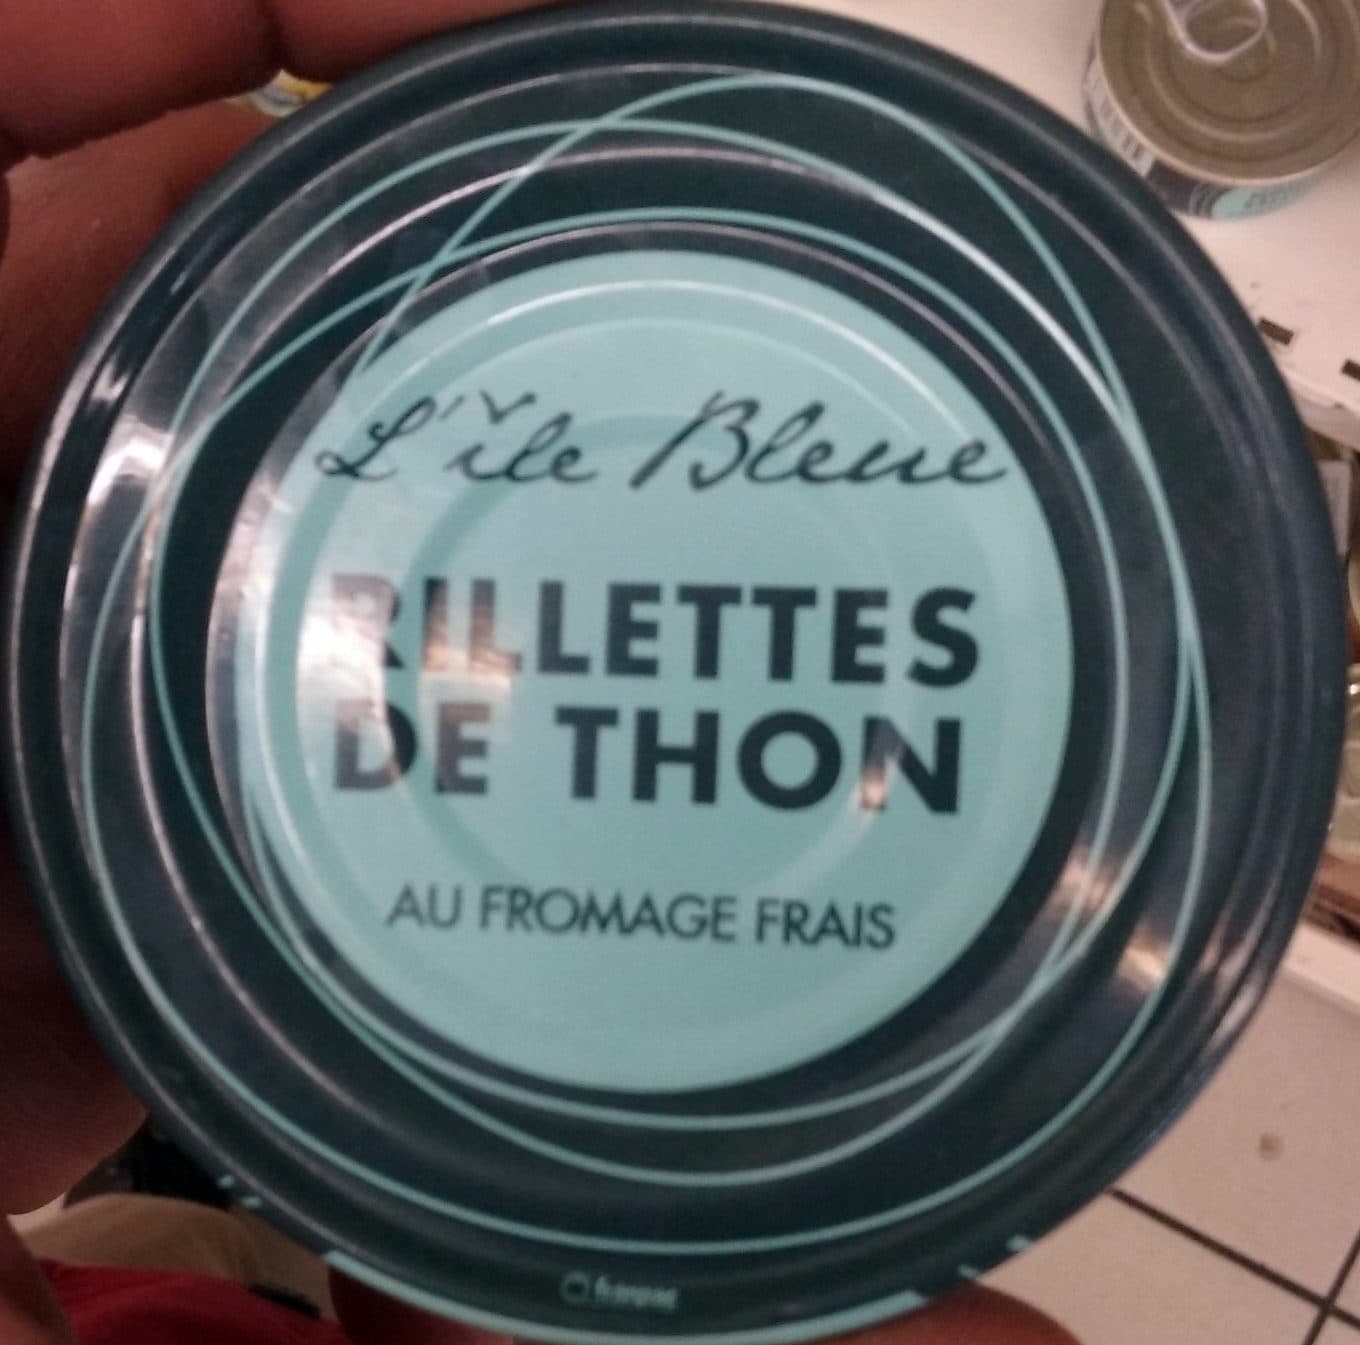 L'île Bleue
RILLETTES
DE THON
AU FROMAGE FRAIS